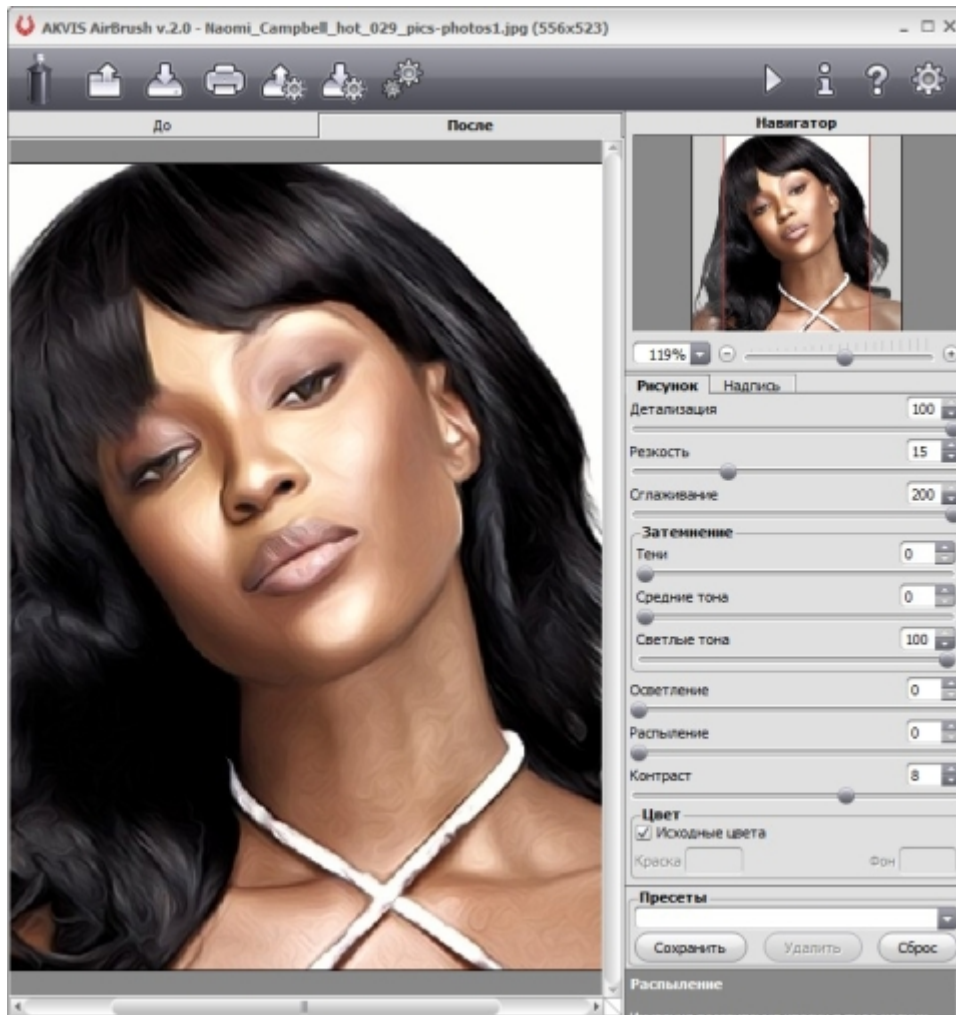 AKVIS AirBrush v.2.0 - Naomi_Campbell_hot_029_pics-photos1.jpg (556x523)
До
После
Навигатор
119%
Рисунок Надпись
Детализация 100
Резкость 15
Сглаживание 200
Затемнение
Тени 0
Средние тона 0
Светлые тона 100
Осветление 0
Распыление 0
Контраст 8
Цвет
Исходные цвета
Краска Фон
Пресеты
Сохранить Удалить Сброс
Распыление